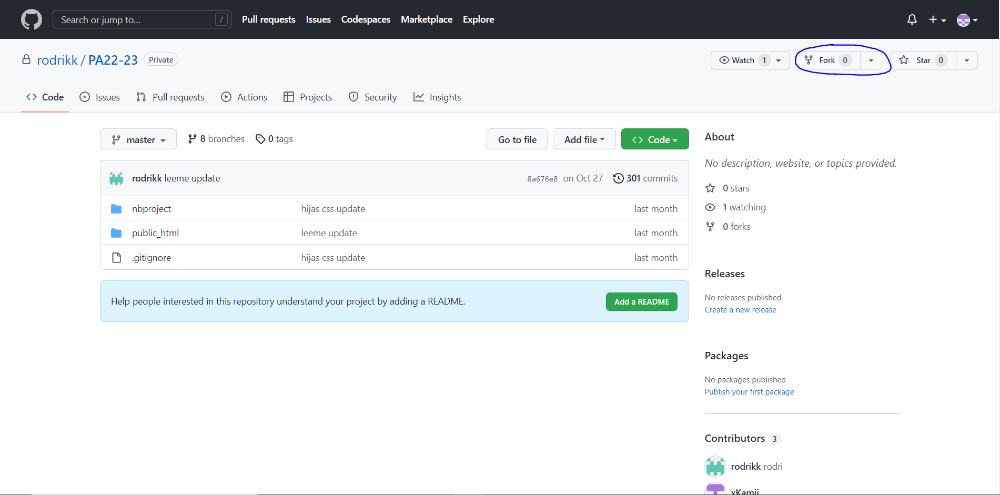 Search or jump to... /
Pull requests Issues Codespaces Marketplace Explore
rodrikk / PA22-23 Private
Watch 1 Fork 0 Star 0
Code Issues Pull requests Actions Projects Security Insights
master 8 branches 0 tags Go to file Add file Code
rodrikk leeme update 8a676e8 on Oct 27 301 commits
nbproject hijas css update last month
public_html leeme update last month
.gitignore hijas css update last month
Help people interested in this repository understand your project by adding a README. Add a README
About
No description, website, or topics provided.
0 stars
1 watching
0 forks
Releases
No releases published
Create a new release
Packages
No packages published
Publish your first package
Contributors 3
rodrikk rodri
xKamii